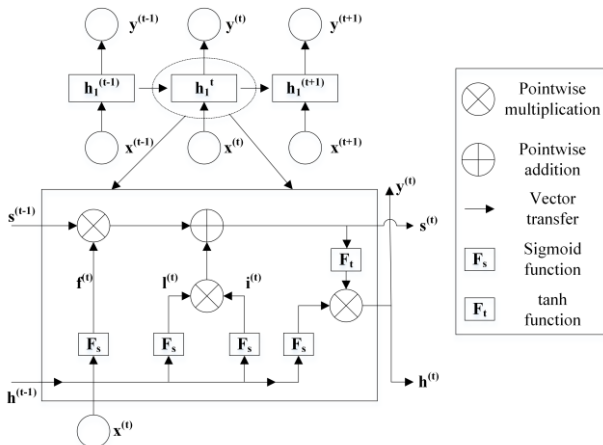 y(t-1) y(t) y(t+1)
h1(t-1) h1t h1(t+1)
x(t-1) x(t) x(t+1)
s(t-1) s(t)
y(t)
Ft
f(t) l(t) i(t)
Fs Fs Fs Fs
h(t-1) h(t)
x(t)
Pointwise
multiplication
Pointwise
addition
Vector
transfer
Fs Sigmoid
function
Ft tanh
function